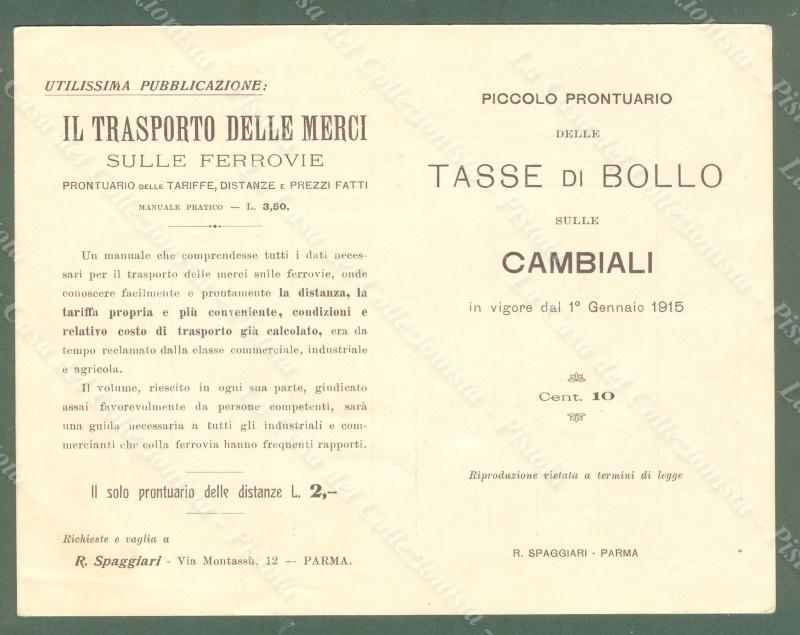 UTILISSIMA PUBBLICAZIONE:
IL TRASPORTO DELLE MERCI
SULLE FERROVIE
PRONTUARIO DELLE TARIFFE, DISTANZE E PREZZI FATTI
MANUALE PRATICO — L. 3,50.
Un manuale che comprendesse tutti i dati neces-
sari per il trasporto delle merci sulle ferrovie, onde
conoscere facilmente e prontamente la distanza, la
tariffa propria e più conveniente, condizioni e
relativo costo di trasporto già calcolato, era da
tempo reclamato dalla classe commerciale, industriale
e agricola.
Il volume, riescito in ogni sua parte, giudicato
assai favorevolmente da persone competenti, sarà
una guida necessaria a tutti gli industriali e com-
mercianti che colla ferrovia hanno frequenti rapporti.
Il solo prontuario delle distanze L. 2,--
Richieste e vaglia a
R. Spaggiari - Via Montassù, 12 -- PARMA.
PICCOLO PRONTUARIO
DELLE
TASSE DI BOLLO
SULLE
CAMBIALI
in vigore dal 1º Gennaio 1915
Cent. 10
Riproduzione vietata a termini di legge
R. SPAGGIARI - PARMA
La Casa del Collezionista - Pistoia